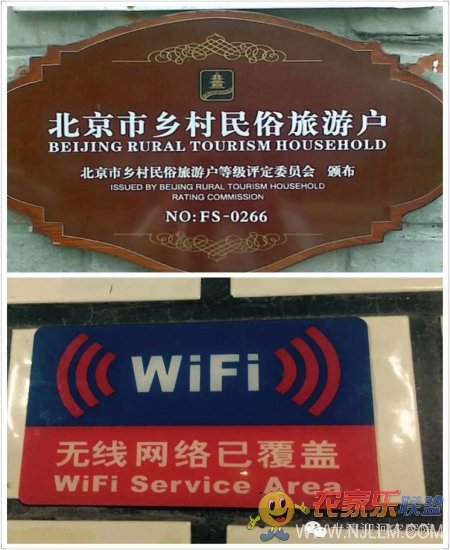 北京市乡村民俗旅游户
BEIJING RURAL TOURISM HOUSEHOLD
北京市乡村民俗旅游户等级评定委员会 颁布
ISSUED BY BEIJING RURAL TOURISM HOUSEHOLD
RATING COMMISSION
NO:FS-0266
WiFi
无线网络已覆盖
WiFi Service Area
农家乐联盟